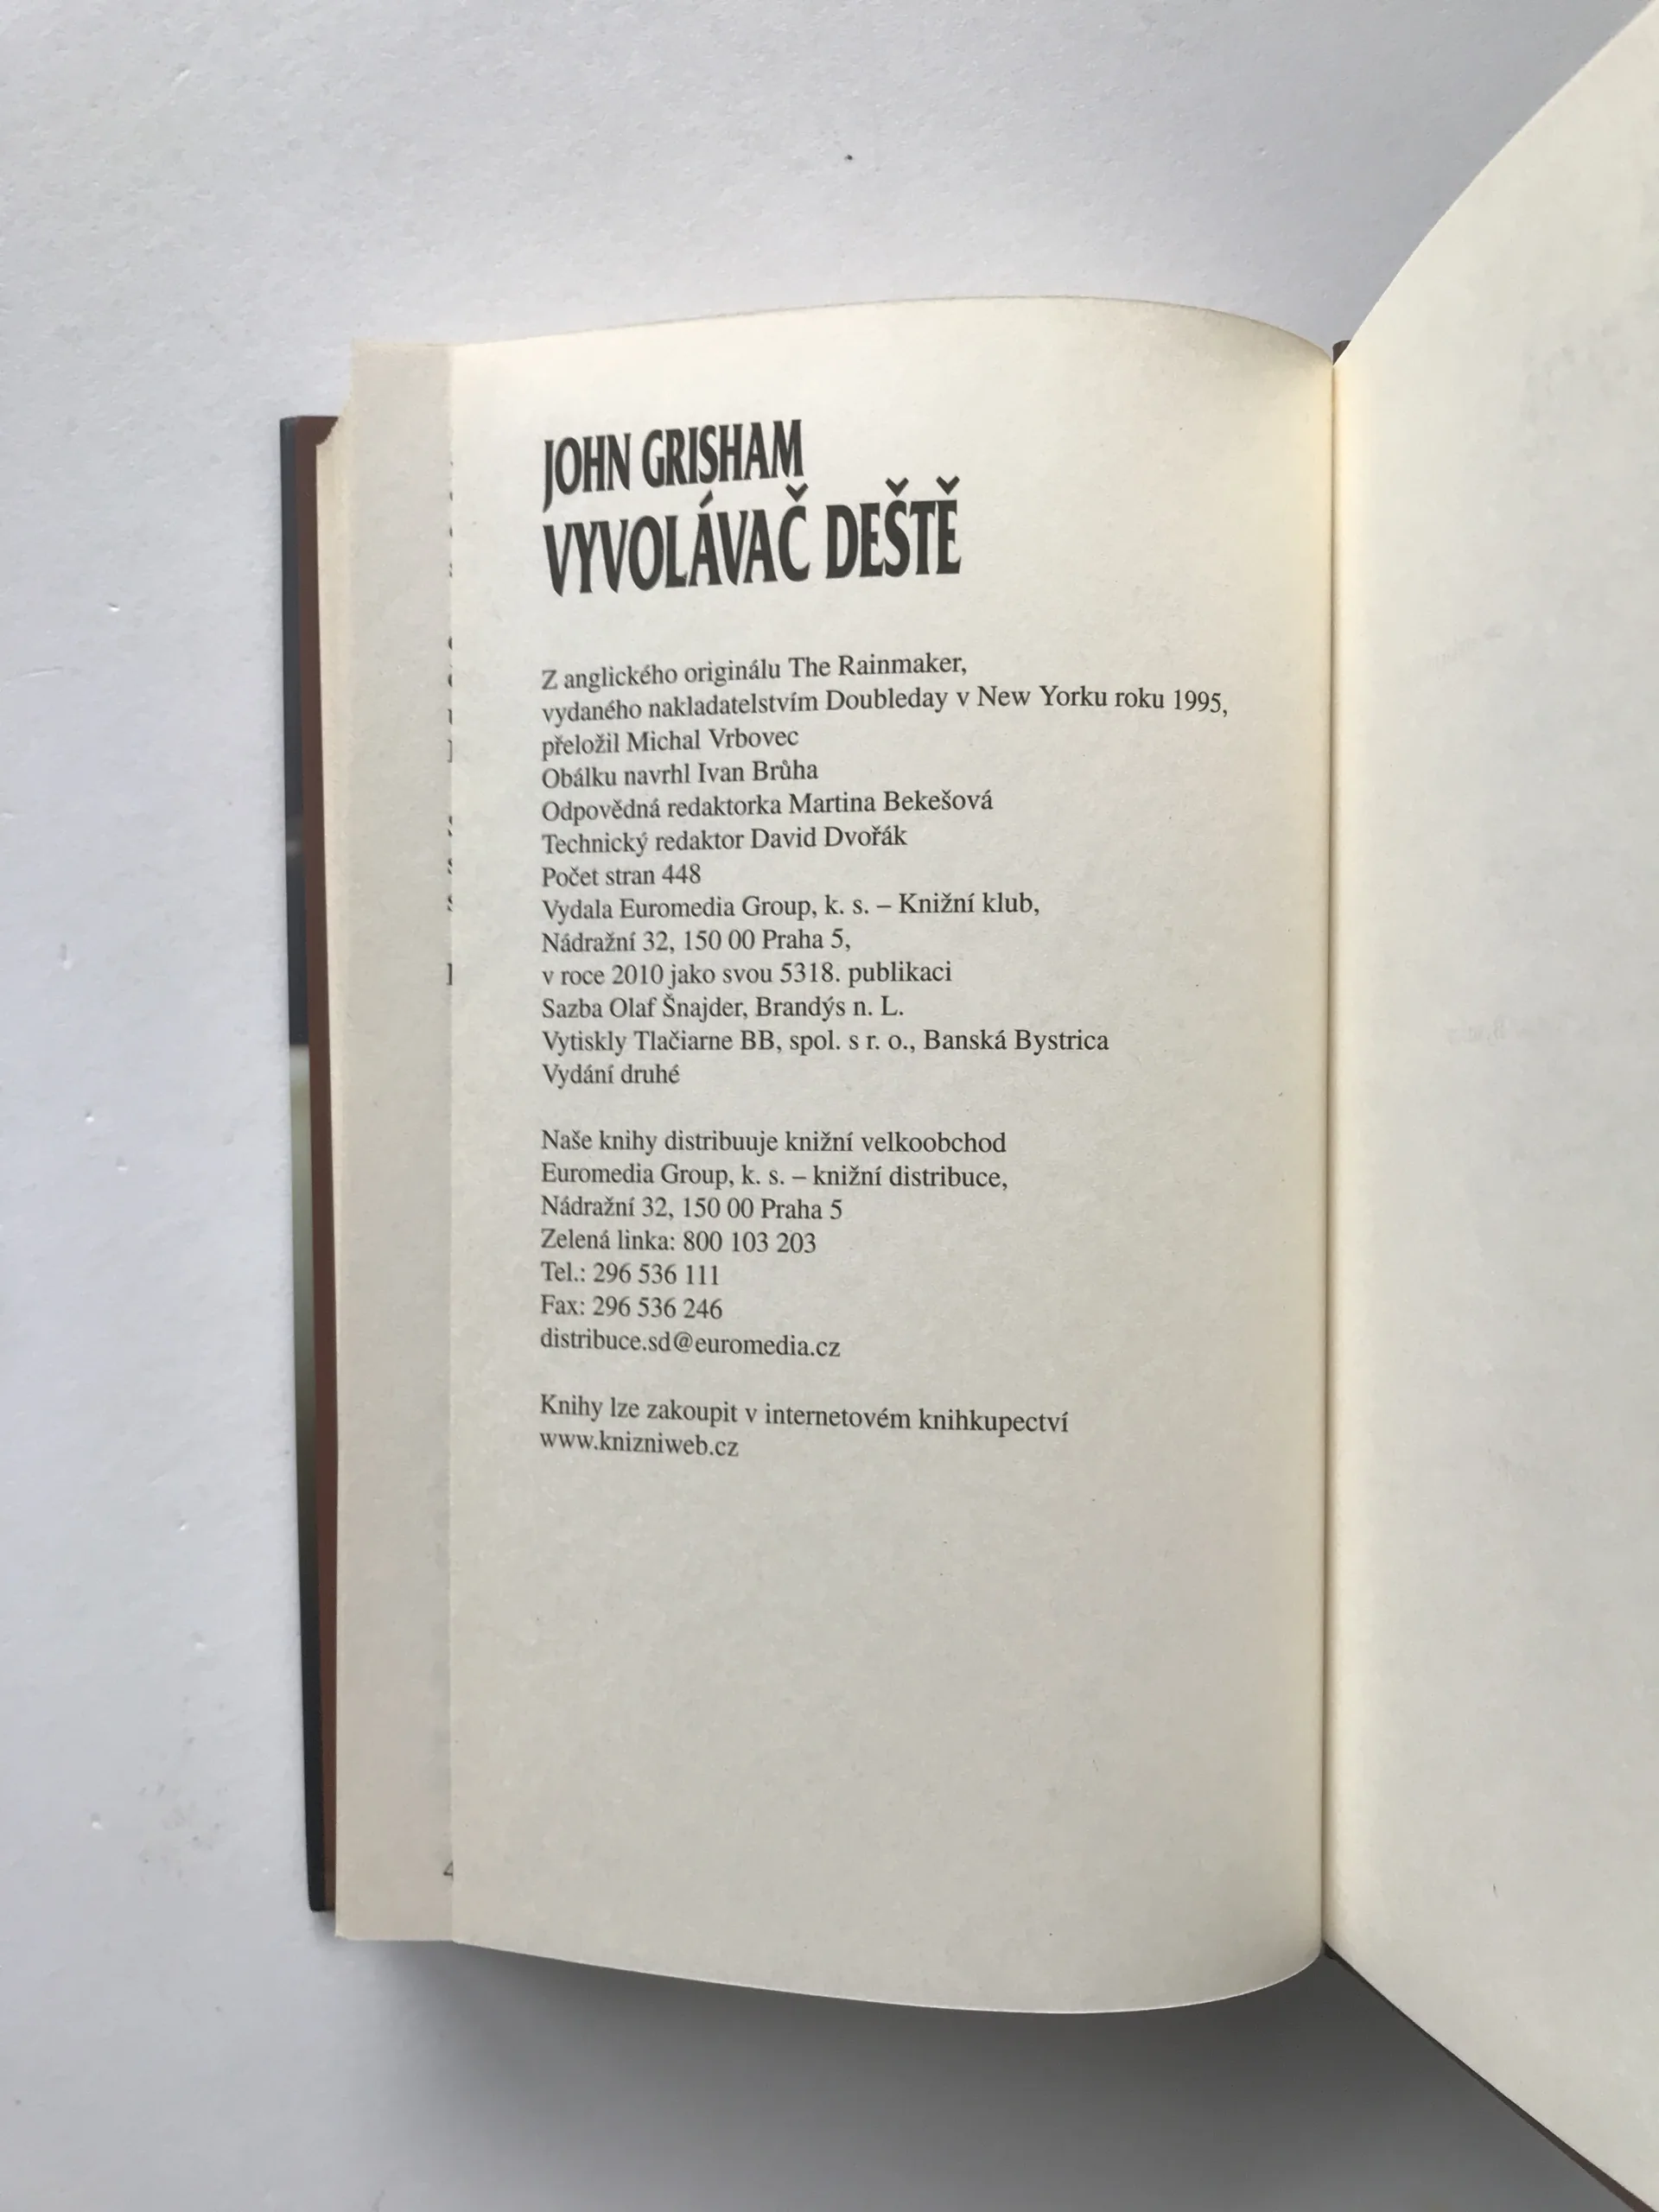 JOHN GRISHAM
VYVOLÁVAČ DEŠTĚ
Z anglického originálu The Rainmaker,
vydaného nakladatelstvím Doubleday v New Yorku roku 1995,
přeložil Michal Vrbovec
Obálku navrhl Ivan Brůha
Odpovědná redaktorka Martina Bekešová
Technický redaktor David Dvořák
Počet stran 448
Vydala Euromedia Group, k. s. – Knižní klub,
Nádražní 32, 150 00 Praha 5,
v roce 2010 jako svou 5318. publikaci
Sazba Olaf Šnajder, Brandýs n. L.
Vytiskly Tlačiarne BB, spol. s r. o., Banská Bystrica
Vydání druhé
Naše knihy distribuuje knižní velkoobchod
Euromedia Group, k. s. – knižní distribuce,
Nádražní 32, 150 00 Praha 5
Zelená linka: 800 103 203
Tel.: 296 536 111
Fax: 296 536 246
distribuce.sd@euromedia.cz
Knihy lze zakoupit v internetovém knihkupectví
www.knizniweb.cz